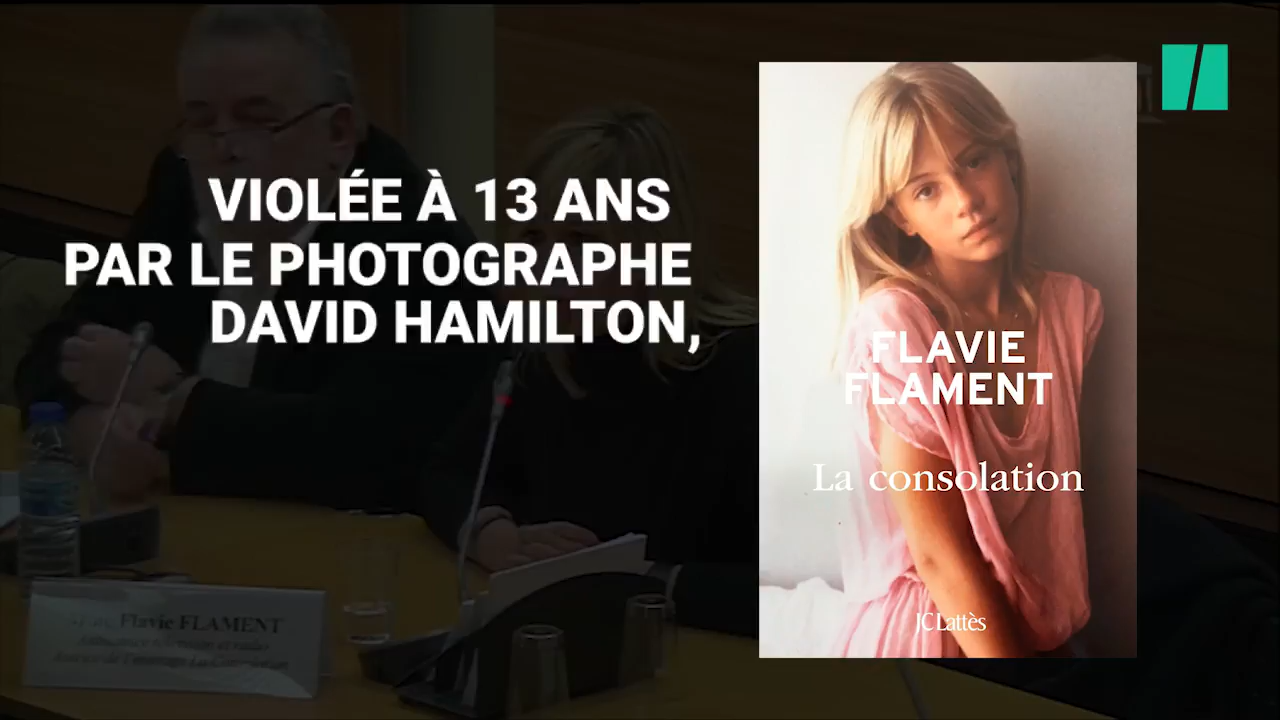 VIOLÉE À 13 ANS
PAR LE PHOTOGRAPHE
DAVID HAMILTON,
FLAVIE
FLAMENT
La consolation
JC Lattès
Flavie FLAMENT